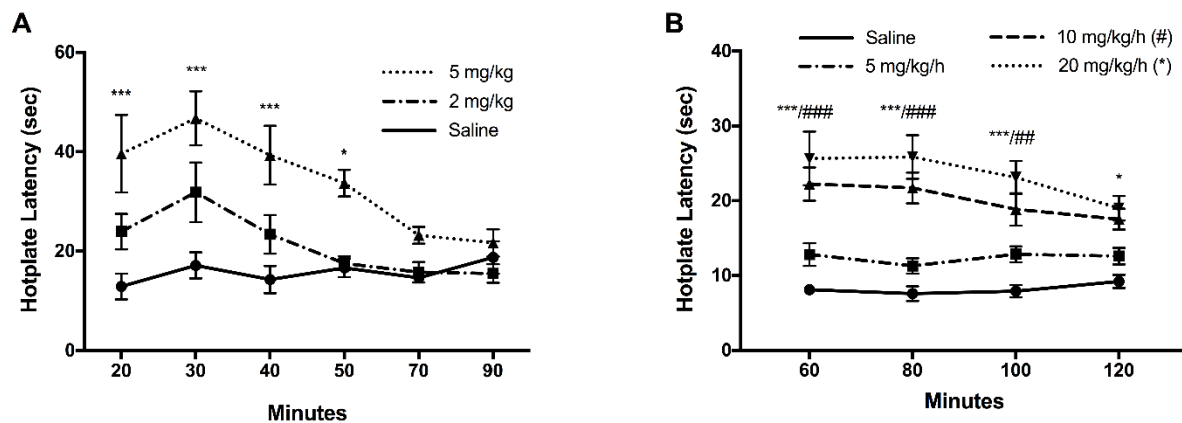 A
60
40
20
0
Hotplate Latency (sec)
***
***
***
*
5 mg/kg
2 mg/kg
Saline
20 30 40 50 70 90
Minutes
B
Saline
5 mg/kg/h
10 mg/kg/h (#)
20 mg/kg/h (*)
40
30
20
10
0
Hotplate Latency (sec)
***/###
***/###
***/##
*
60 80 100 120
Minutes